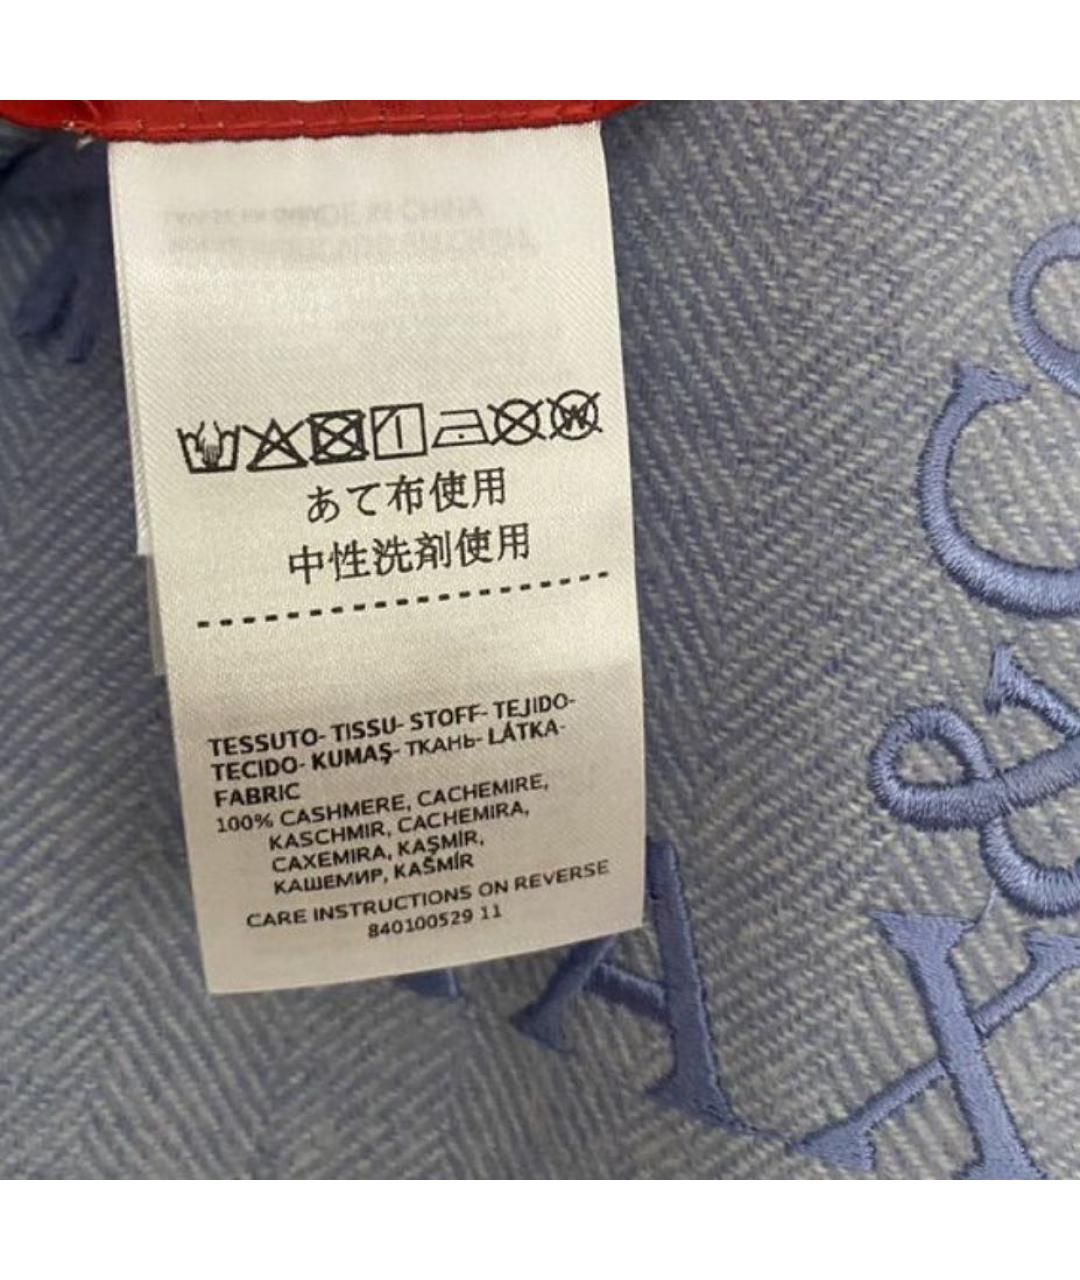 あて布使用
中性洗剤使用
TESSUTO- TISSU- STOFF- TEJIDO-
TECIDO- KUMAŞ- ТКАНЬ- LÁTKA-
FABRIC
100% CASHMERE, CACHEMIRE,
KASCHMIR, CACHEMIRA,
CAXEMIRA, KAŞMİR,
КАШЕМИР, KAŠMÍR
CARE INSTRUCTIONS ON REVERSE
840100529 11
&C
A
X